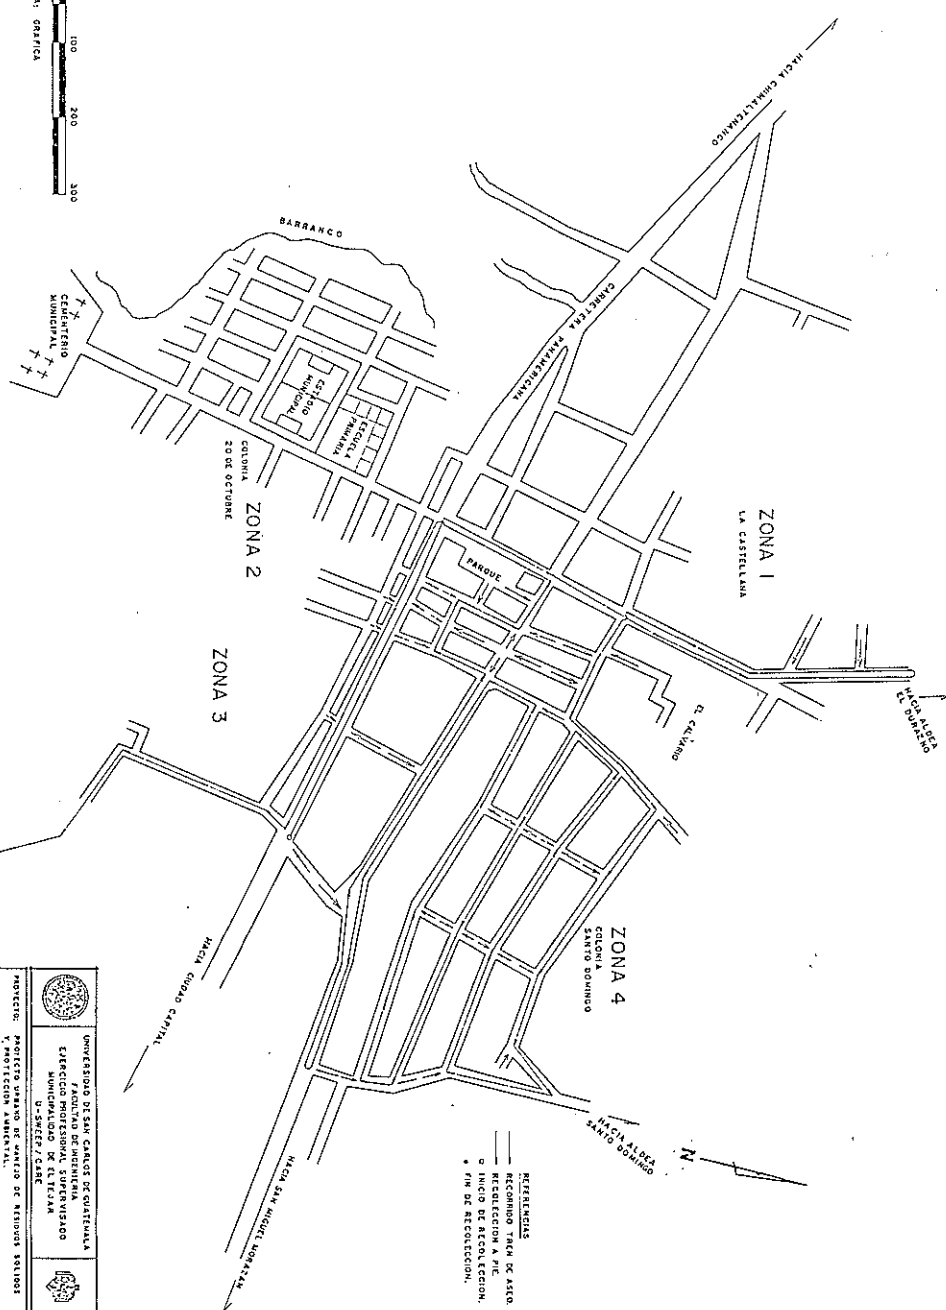 HACIA CHIMALTENANGO
CARRETERA PANAMERICANA
ZONA 1
LA CASTELLANA
HACIA ALDEA
EL DURAZNO
BARRANCO
CEMENTERIO
MUNICIPAL
ESTADIO
MUNICIPAL
ESCUELA
PRIMARIA
COLONIA
20 DE OCTUBRE
ZONA 2
PARQUE
EL CALVARIO
ZONA 3
ZONA 4
COLONIA
SANTO DOMINGO
HACIA CIUDAD CAPITAL
HACIA ALDEA
SANTO DOMINGO
HACIA SAN MIGUEL MORAZAN
N
REFERENCIAS
RECORRIDO TREN DE ASEO.
RECOLECCION A PIE.
INICIO DE RECOLECCION.
FIN DE RECOLECCION.
100 200 300
GRAFICA
UNIVERSIDAD DE SAN CARLOS DE GUATEMALA
FACULTAD DE INGENIERIA
EJERCICIO PROFESIONAL SUPERVISADO
MUNICIPALIDAD DE EL TEJAR
U-SWEEP / CARE
PROYECTO: PROYECTO URBANO DE MANEJO DE RESIDUOS SOLIDOS
Y PROTECCION AMBIENTAL.